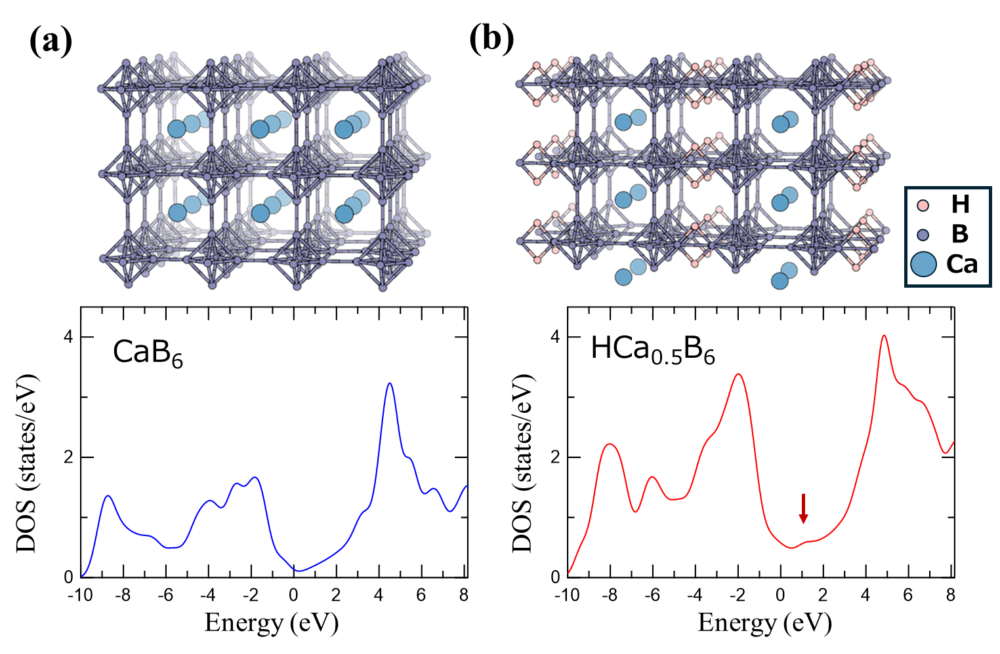 (a)
(b)
H
B
Ca
CaB6
4
2
0
DOS (states/eV)
-10 -8 -6 -4 -2 0 2 4 6 8
Energy (eV)
HCa0.5B6
4
2
0
DOS (states/eV)
-10 -8 -6 -4 -2 0 2 4 6 8
Energy (eV)